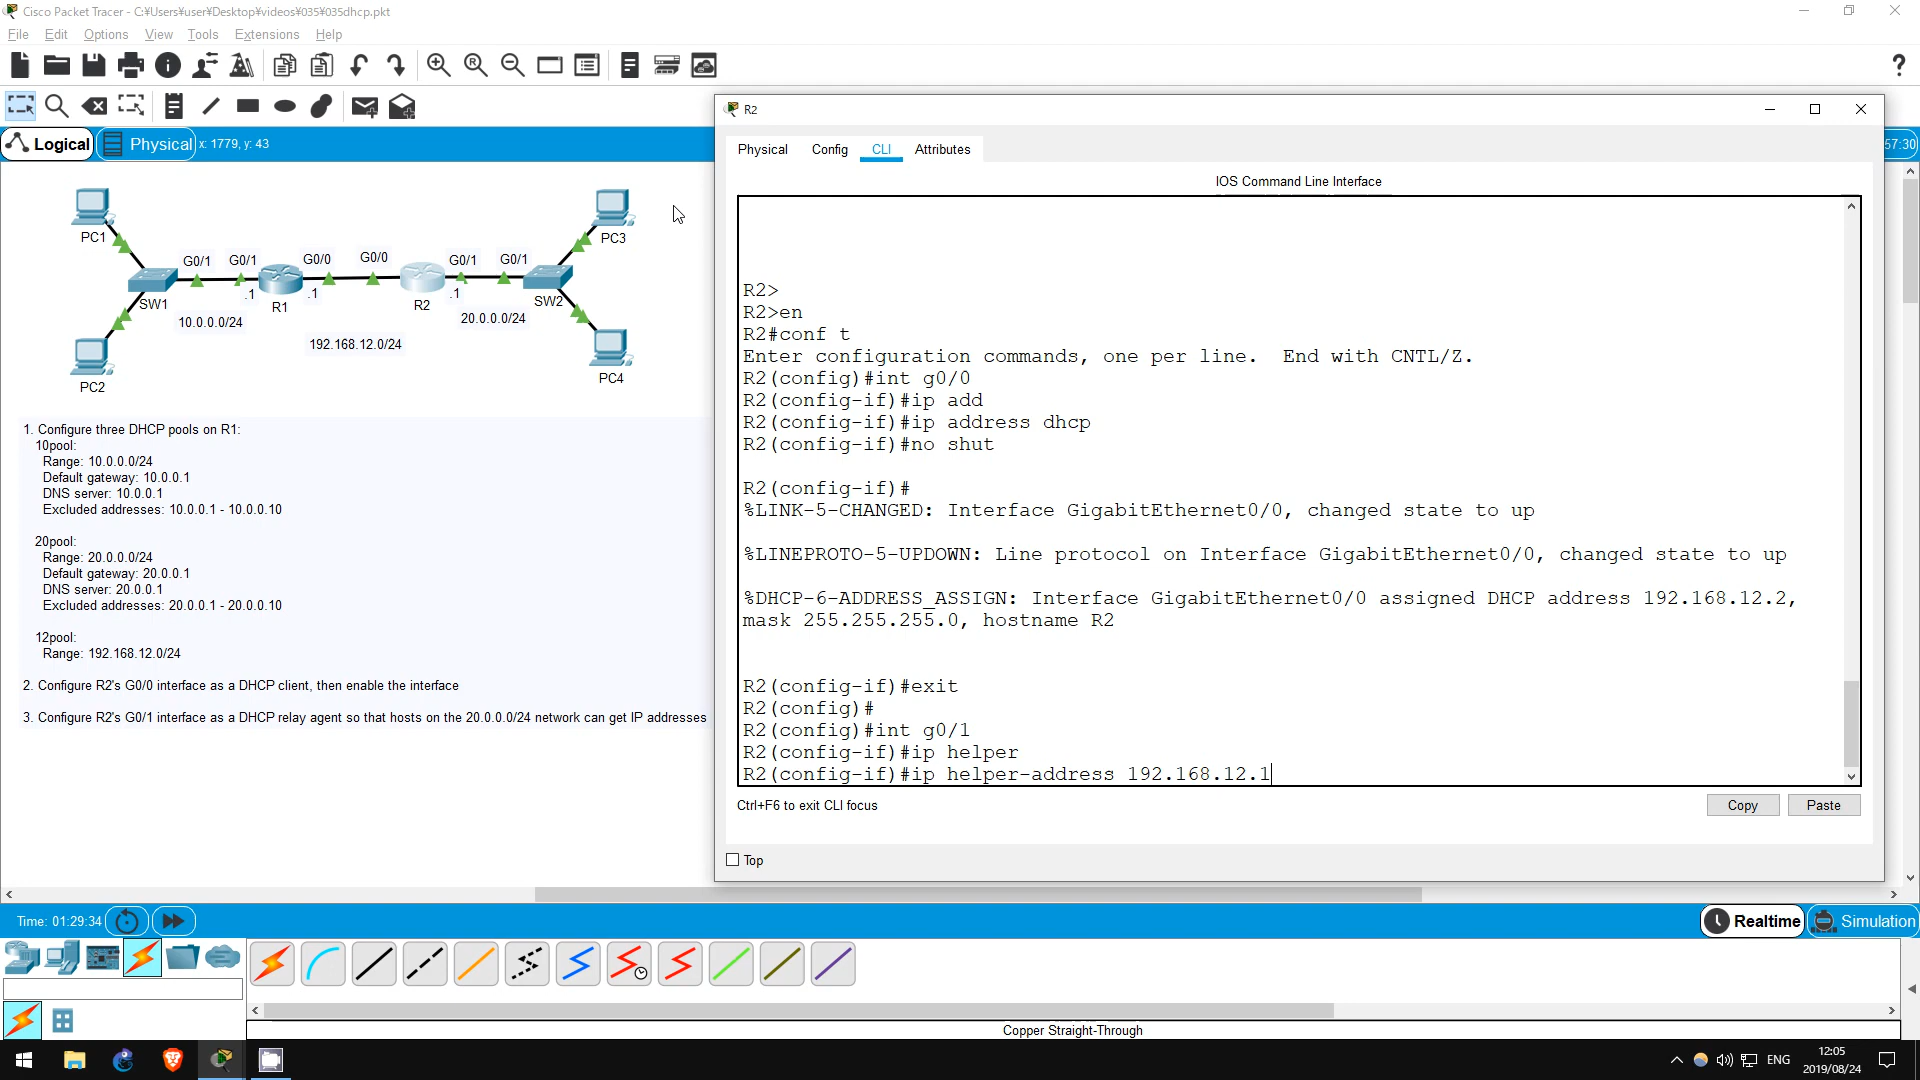 Cisco Packet Tracer - C:¥Users¥user¥Desktop¥videos¥035¥035dhcp.pkt
File Edit Options View Tools Extensions Help
R2
Logical Physical x: 1779, y: 43
57:30
Physical Config CLI Attributes
IOS Command Line Interface
PC1
PC3
G0/1 G0/1 G0/0 G0/0 G0/1 G0/1
SW1 .1 R1 .1 R2 .1 SW2
10.0.0.0/24
20.0.0.0/24
192.168.12.0/24
PC2
PC4
1. Configure three DHCP pools on R1:
10pool:
Range: 10.0.0.0/24
Default gateway: 10.0.0.1
DNS server: 10.0.0.1
Excluded addresses: 10.0.0.1 - 10.0.0.10
20pool:
Range: 20.0.0.0/24
Default gateway: 20.0.0.1
DNS server: 20.0.0.1
Excluded addresses: 20.0.0.1 - 20.0.0.10
12pool:
Range: 192.168.12.0/24
2. Configure R2's G0/0 interface as a DHCP client, then enable the interface
3. Configure R2's G0/1 interface as a DHCP relay agent so that hosts on the 20.0.0.0/24 network can get IP addresses
R2>
R2>en
R2#conf t
Enter configuration commands, one per line.  End with CNTL/Z.
R2(config)#int g0/0
R2(config-if)#ip add
R2(config-if)#ip address dhcp
R2(config-if)#no shut
R2(config-if)#
%LINK-5-CHANGED: Interface GigabitEthernet0/0, changed state to up
%LINEPROTO-5-UPDOWN: Line protocol on Interface GigabitEthernet0/0, changed state to up
%DHCP-6-ADDRESS_ASSIGN: Interface GigabitEthernet0/0 assigned DHCP address 192.168.12.2,
mask 255.255.255.0, hostname R2
R2(config-if)#exit
R2(config)#
R2(config)#int g0/1
R2(config-if)#ip helper
R2(config-if)#ip helper-address 192.168.12.1
Ctrl+F6 to exit CLI focus
Copy Paste
Top
Time: 01:29:34
Realtime Simulation
Copper Straight-Through
ENG
12:05
2019/08/24